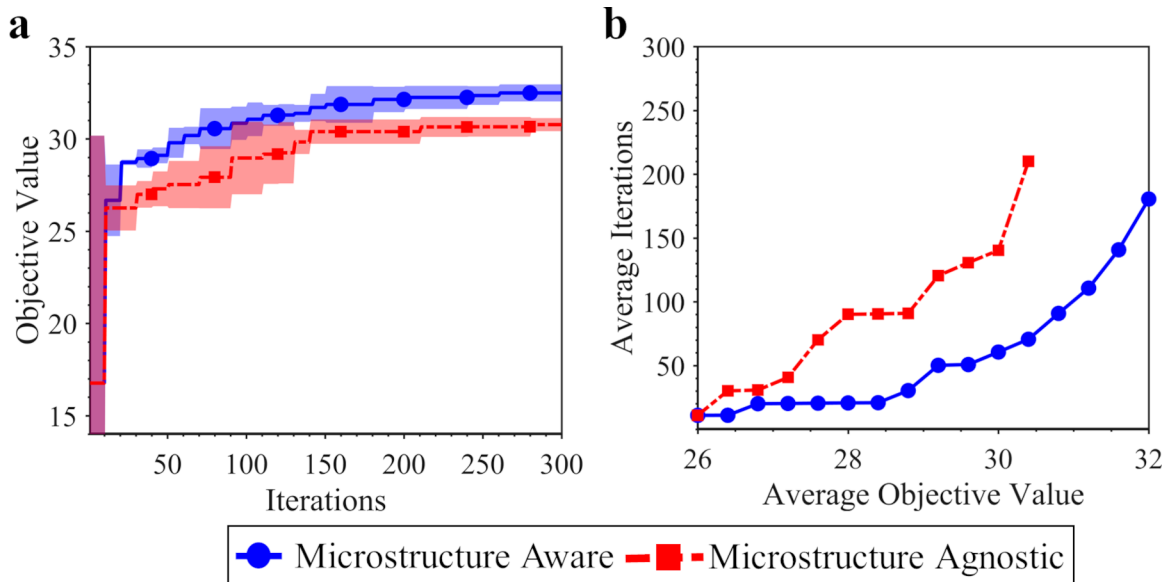 a
35
30
25
20
15
Objective Value
50 100 150 200 250 300
Iterations
b
300
250
200
150
100
50
Average Iterations
26 28 30 32
Average Objective Value
Microstructure Aware Microstructure Agnostic